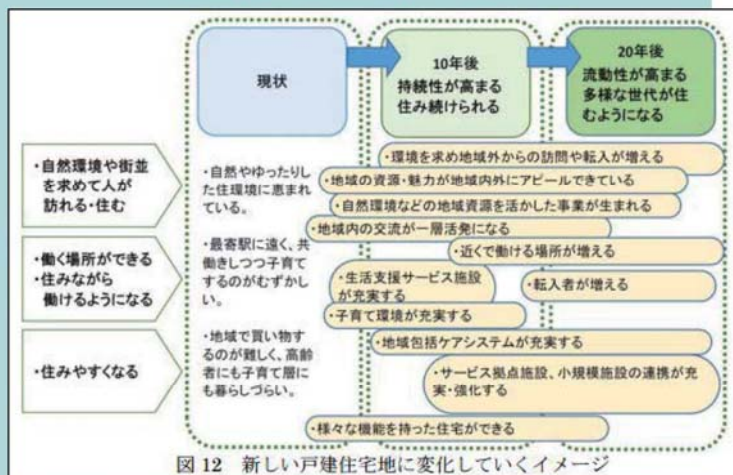 現状
10年後
持続性が高まる
住み続けられる
20年後
流動性が高まる
多様な世代が住
むようになる
・自然環境や街並
を求めて人が
訪れる・住む
・働く場所ができる
・住みながら
働けるようになる
・住みやすくなる
・自然やゆったりし
た住環境に恵まれ
ている。
・最寄駅に遠く、共
働きしつつ子育て
するのがむずかし
い。
・地域で買い物す
るのが難しく、高齢
者にも子育て層に
も暮らしづらい。
・環境を求め地域外からの訪問や転入が増える
・地域の資源・魅力が地域内外にアピールできている
・自然環境などの地域資源を活かした事業が生まれる
・地域内の交流が一層活発になる
・近くで働ける場所が増える
・生活支援サービス施設
が充実する
・転入者が増える
・子育て環境が充実する
・地域包括ケアシステムが充実する
・サービス拠点施設、小規模施設の連携が充
実・強化する
・様々な機能を持った住宅ができる
図 12 新しい戸建住宅地に変化していくイメージ